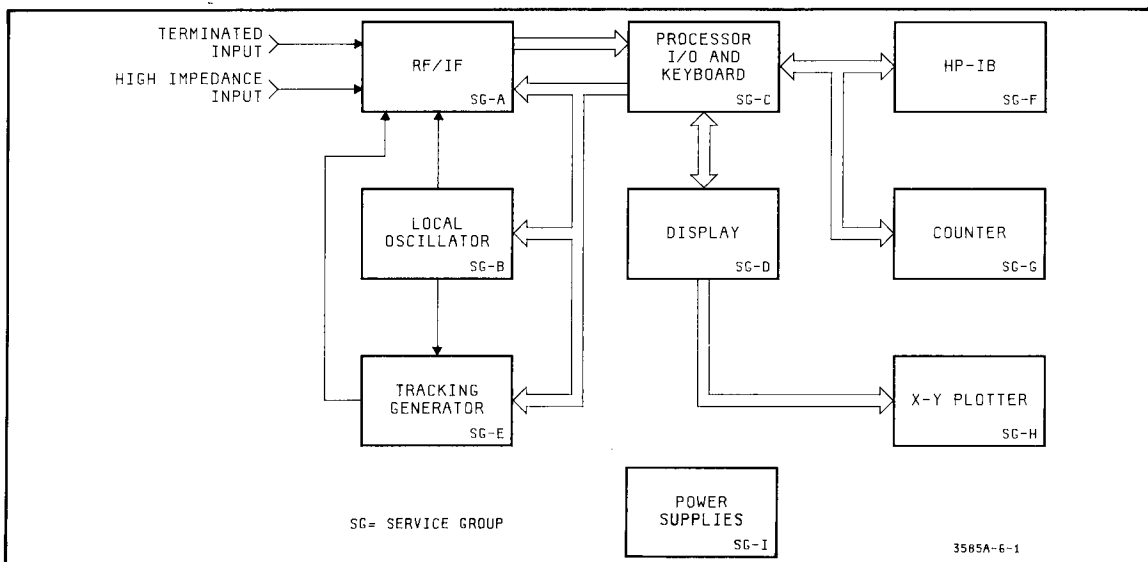 TERMINATED
INPUT
HIGH IMPEDANCE
INPUT
RF/IF
SG-A
PROCESSOR
I/O AND
KEYBOARD
SG-C
HP-IB
SG-F
LOCAL
OSCILLATOR
SG-B
DISPLAY
SG-D
COUNTER
SG-G
TRACKING
GENERATOR
SG-E
X-Y PLOTTER
SG-H
POWER
SUPPLIES
SG-I
SG= SERVICE GROUP
3585A-6-1